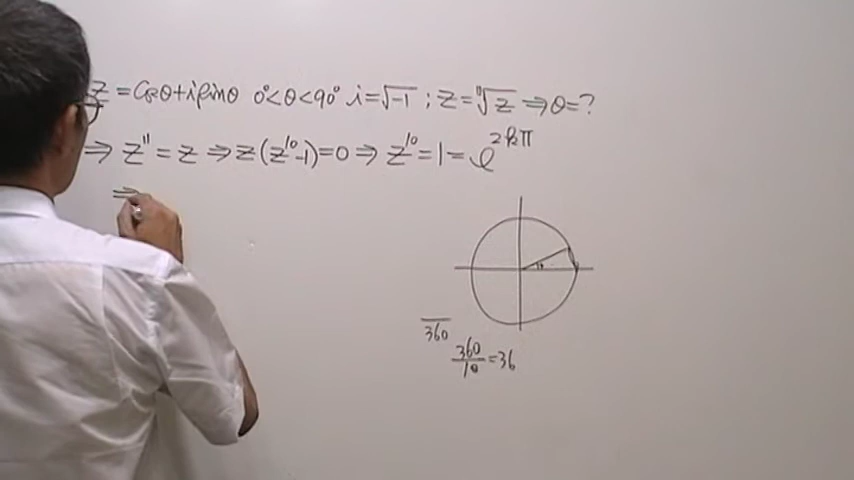 z = Cosθ + i sinθ 0° < θ < 90° i = √-1 ; z = ¹¹√z ⇒ θ = ?
⇒ z¹¹ = z ⇒ z(z¹⁰-1) = 0 ⇒ z¹⁰ = 1 = e^2kπ
⇒
360
360/10 = 36